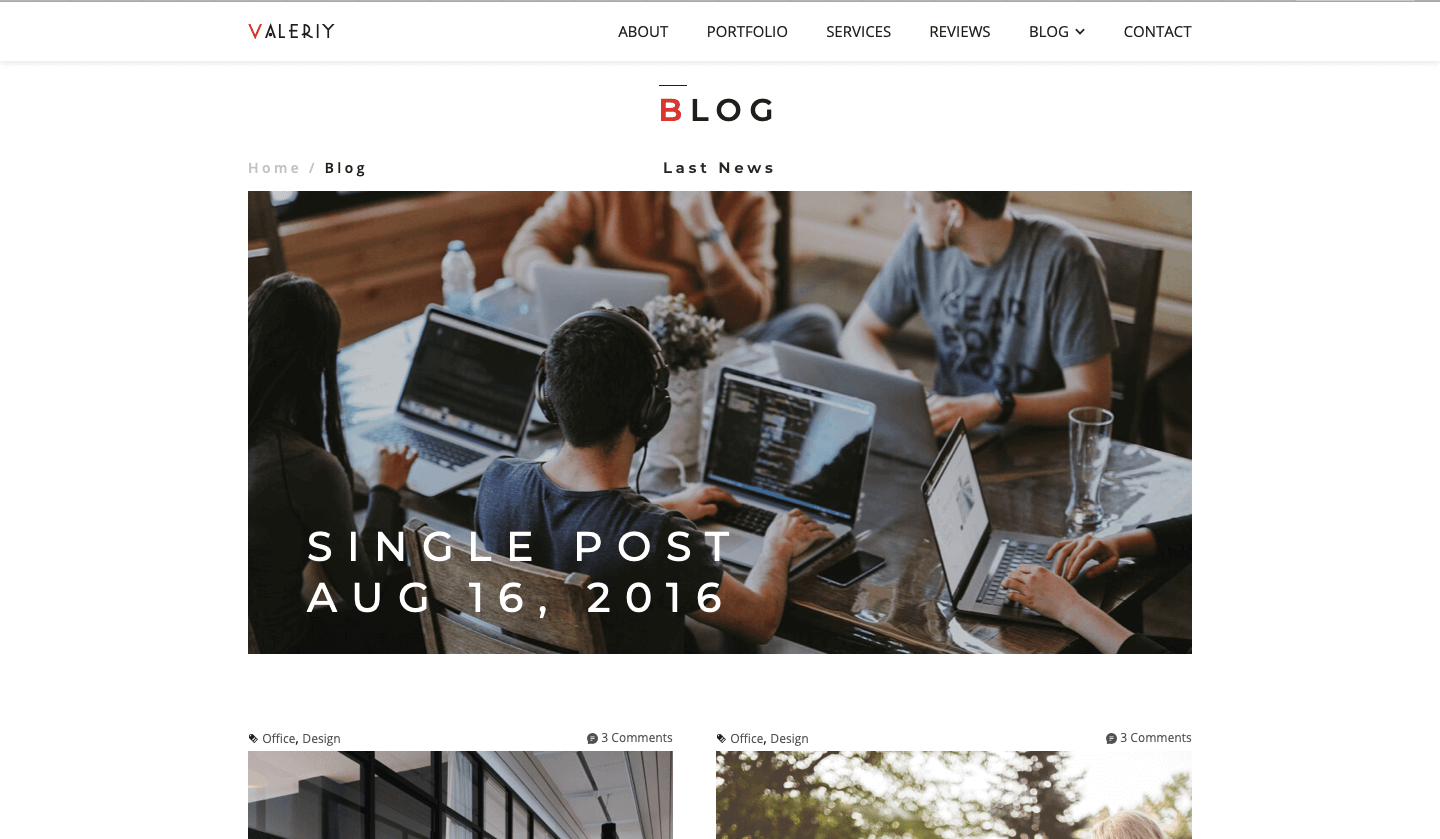 VALERIY
ABOUT PORTFOLIO SERVICES REVIEWS BLOG CONTACT
BLOG
Home / Blog
Last News
GEAR
SINGLE POST
AUG 16, 2016
Office, Design
3 Comments
Office, Design
3 Comments